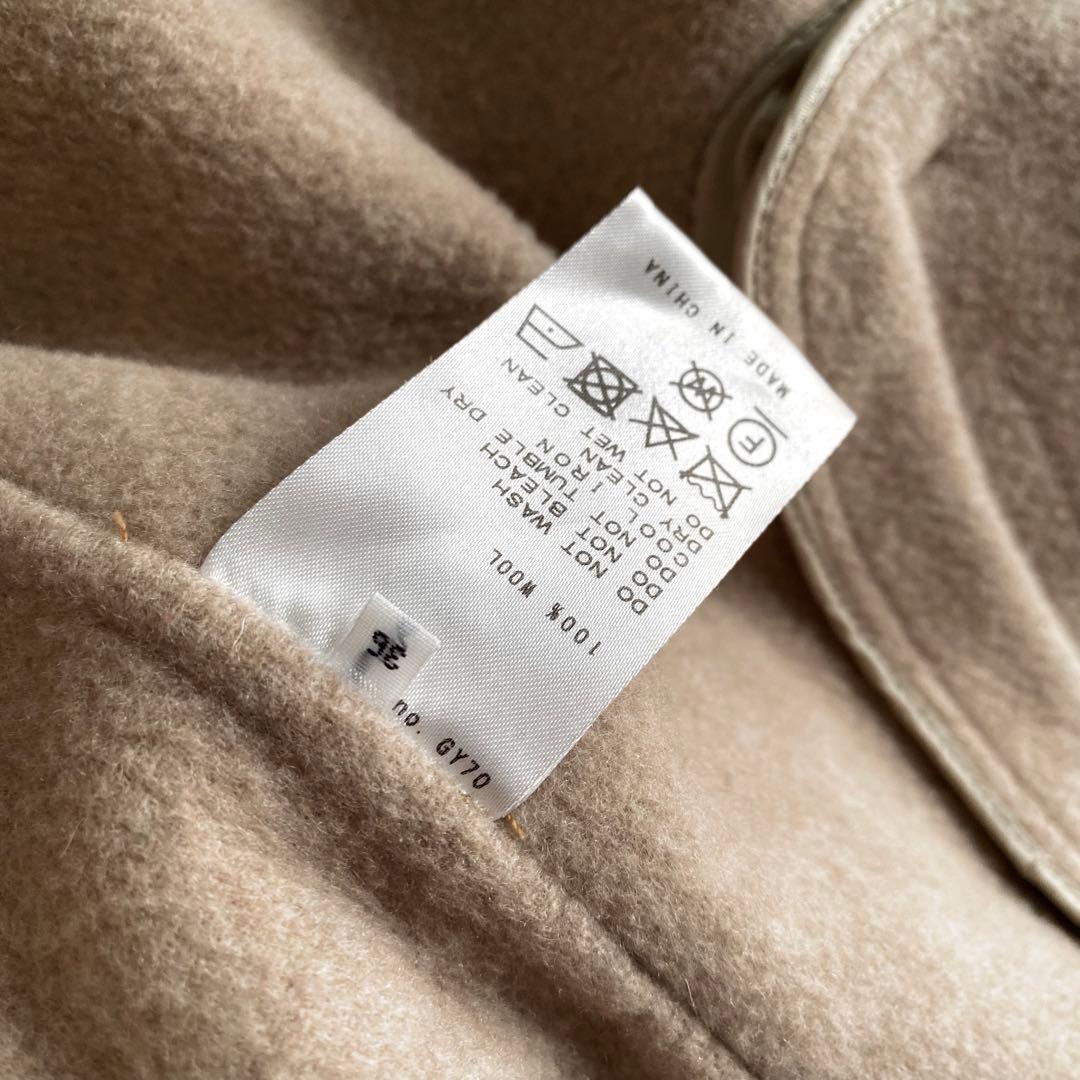 36
no. GY70
100% WOOL
DO NOT WASH
DO NOT BLEACH
DO NOT TUMBLE DRY
COOL IRON
DRY CLEAN
DO NOT WET CLEAN
F W
MADE IN CHINA